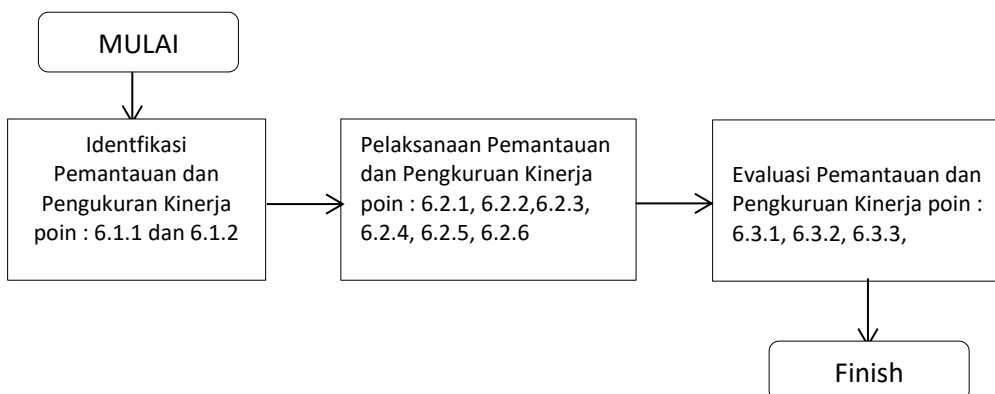 MULAI
Identfikasi
Pemantauan dan
Pengukuran Kinerja
poin : 6.1.1 dan 6.1.2
Pelaksanaan Pemantauan
dan Pengkuruan Kinerja
poin : 6.2.1, 6.2.2,6.2.3,
6.2.4, 6.2.5, 6.2.6
Evaluasi Pemantauan dan
Pengkuruan Kinerja poin :
6.3.1, 6.3.2, 6.3.3,
Finish